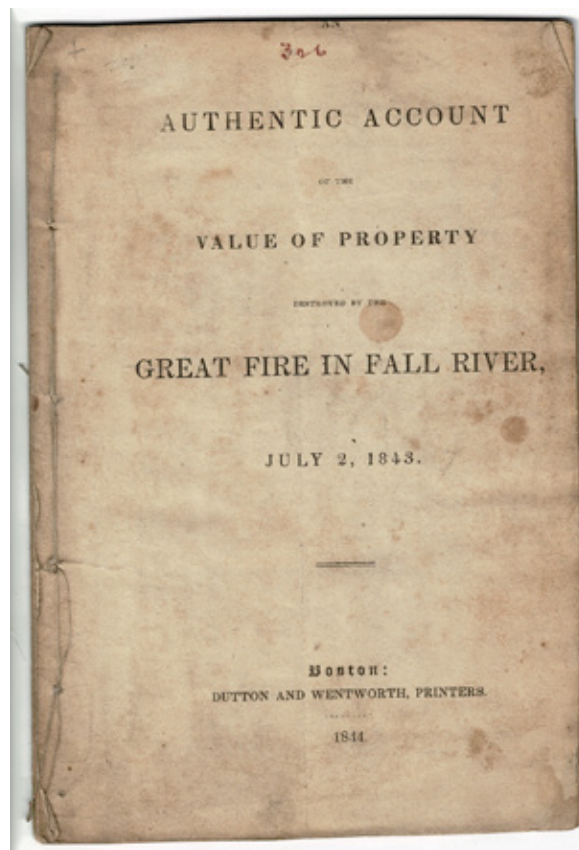 AN
326
AUTHENTIC ACCOUNT
OF THE
VALUE OF PROPERTY
DESTROYED BY THE
GREAT FIRE IN FALL RIVER,
JULY 2, 1843.
Boston:
DUTTON AND WENTWORTH, PRINTERS.
1844.